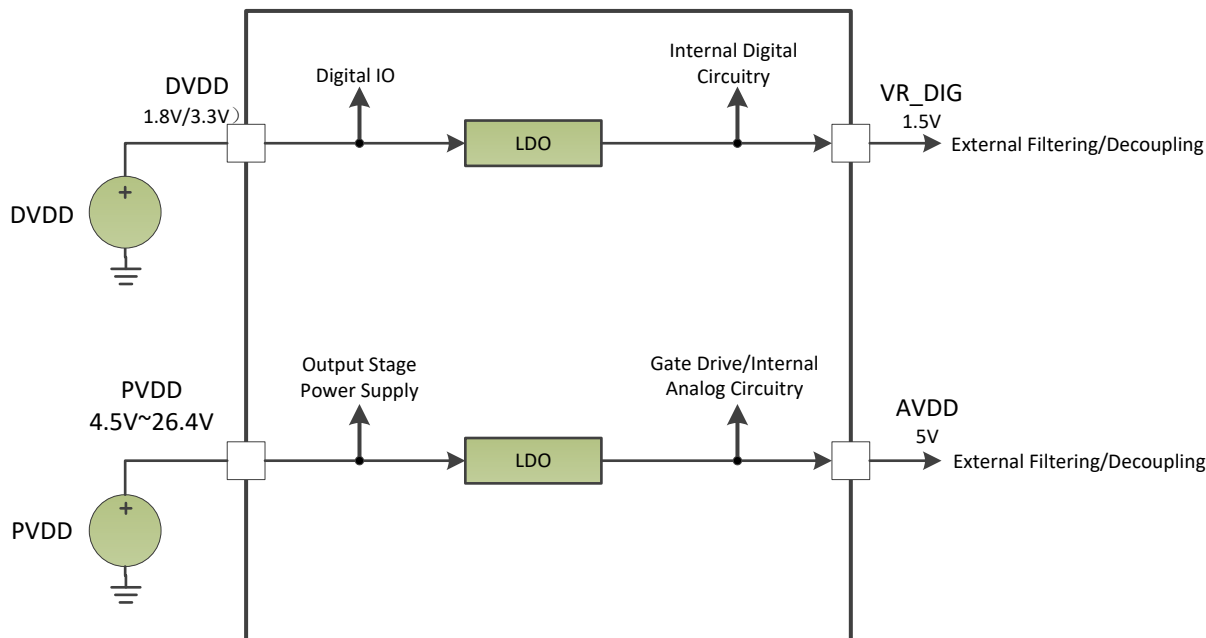 Digital IO
Internal Digital
Circuitry
DVDD
1.8V/3.3V）
LDO
VR_DIG
1.5V
External Filtering/Decoupling
+
DVDD
Output Stage
Power Supply
Gate Drive/Internal
Analog Circuitry
PVDD
4.5V~26.4V
LDO
AVDD
5V
External Filtering/Decoupling
+
PVDD